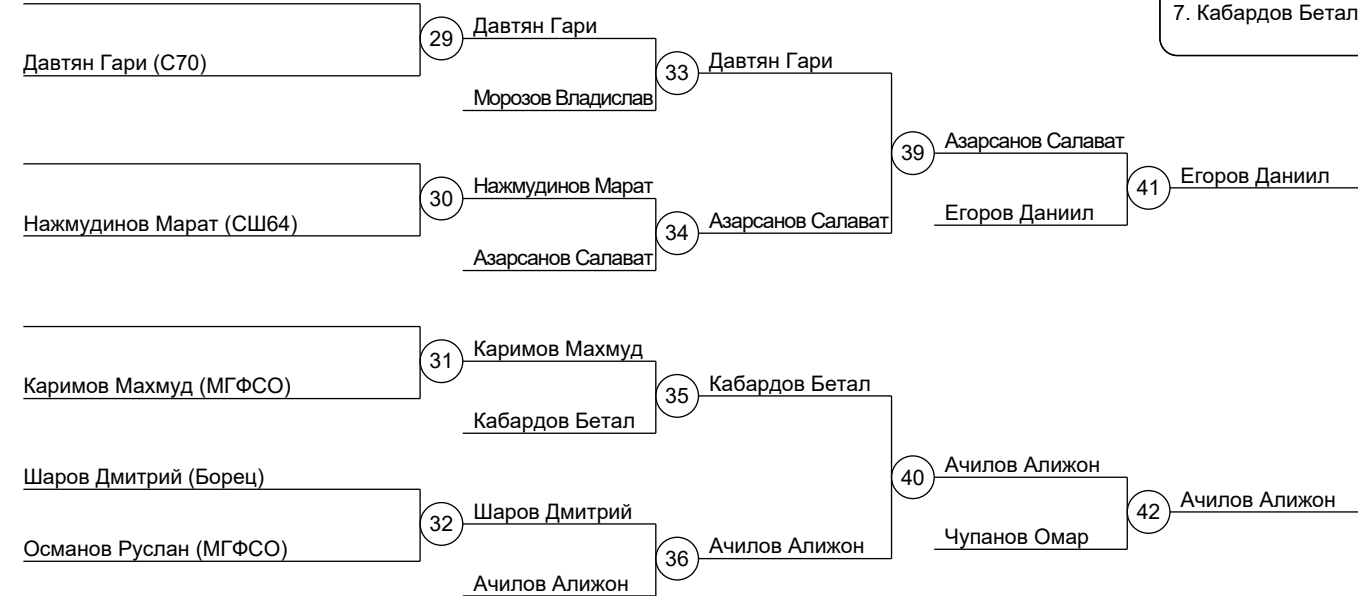 7. Кабардов Бетал
Давтян Гари
29
Давтян Гари (С70)
Давтян Гари
33
Морозов Владислав
Азарсанов Салават
39
Егоров Даниил
41
Нажмудинов Марат
30
Азарсанов Салават
Егоров Даниил
Нажмудинов Марат (СШ64)
34
Азарсанов Салават
Каримов Махмуд
31
Кабардов Бетал
Каримов Махмуд (МГФСО)
35
Кабардов Бетал
Ачилов Алижон
Шаров Дмитрий (Борец)
40
Ачилов Алижон
Шаров Дмитрий
42
32
Чупанов Омар
Османов Руслан (МГФСО)
Ачилов Алижон
36
Ачилов Алижон